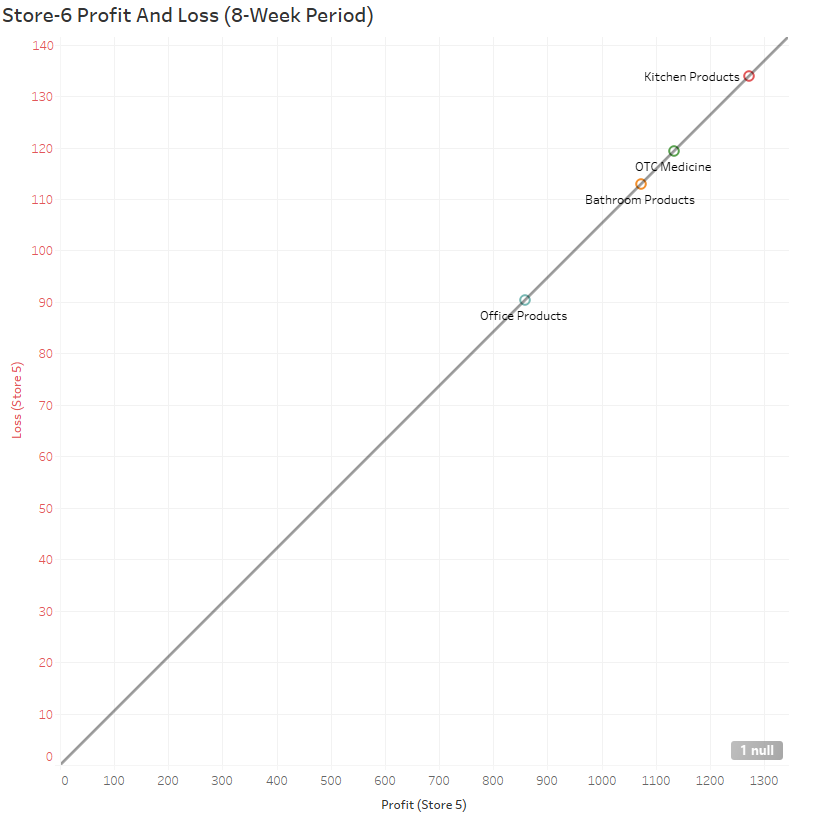 Store-6 Profit And Loss (8-Week Period)
140
130
120
110
100
90
80
70
60
50
40
30
20
10
0
Loss (Store 5)
Kitchen Products
OTC Medicine
Bathroom Products
Office Products
1 null
0 100 200 300 400 500 600 700 800 900 1000 1100 1200 1300
Profit (Store 5)